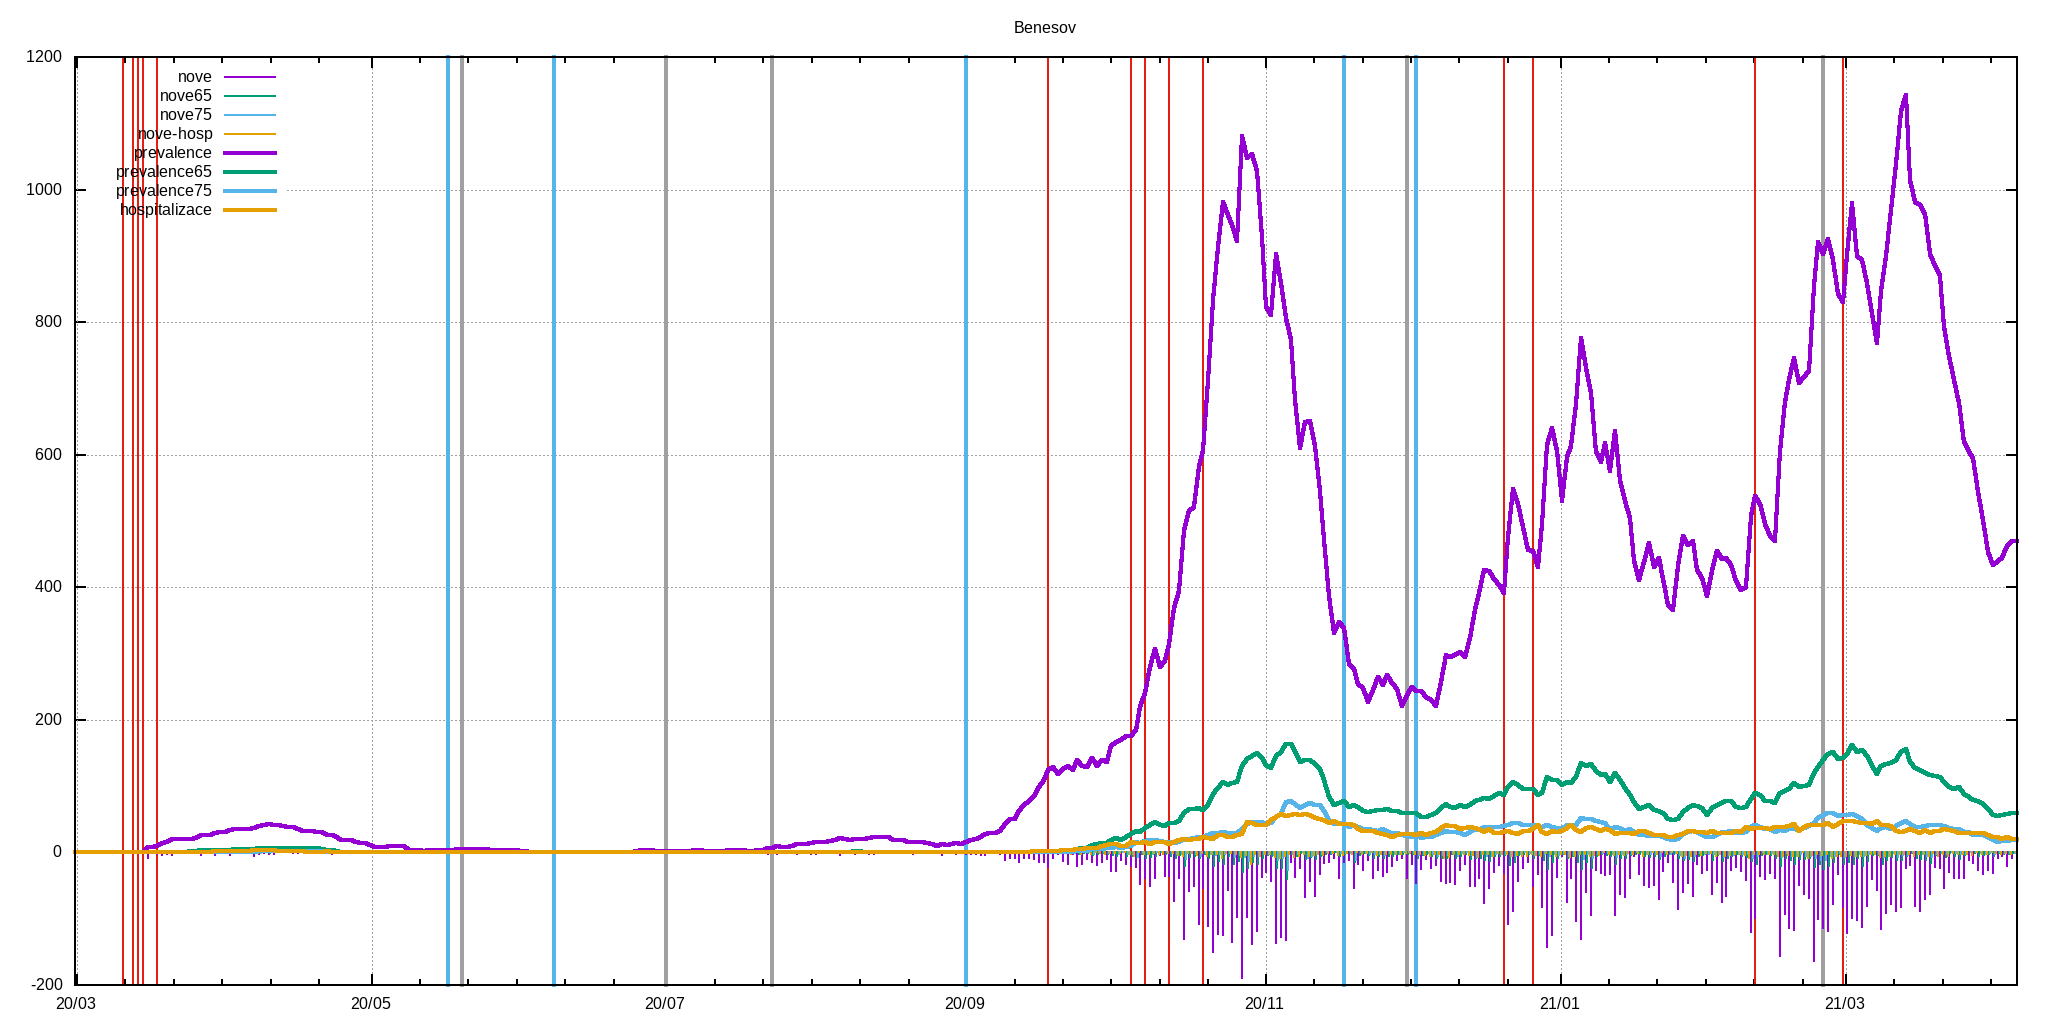 Benesov
1200
1000
800
600
400
200
0
-200
nove
nove65
nove75
nove-hosp
prevalence
prevalence65
prevalence75
hospitalizace
20/03 20/05 20/07 20/09 20/11 21/01 21/03